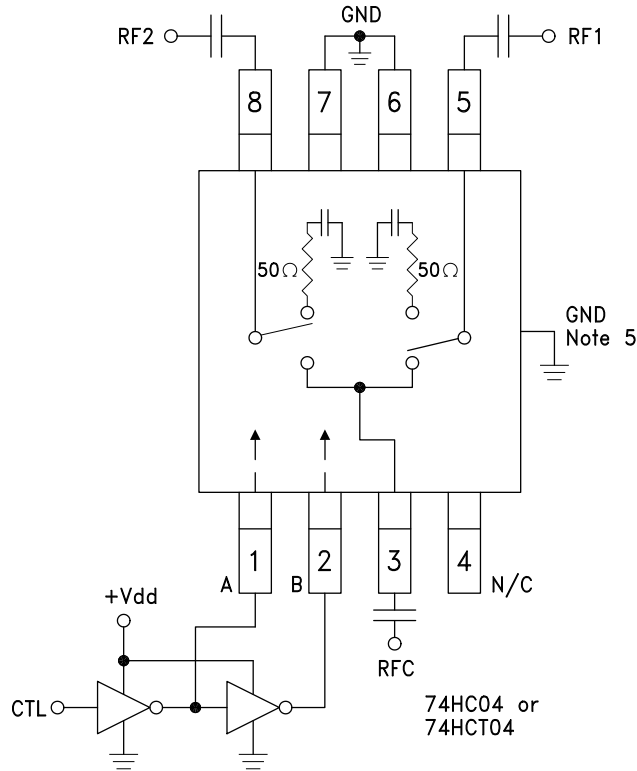 GND
RF2
RF1
8
7
6
5
50Ω
50Ω
GND
Note 5
1
2
3
4
A
B
N/C
+Vdd
RFC
CTL
74HC04 or
74HCT04